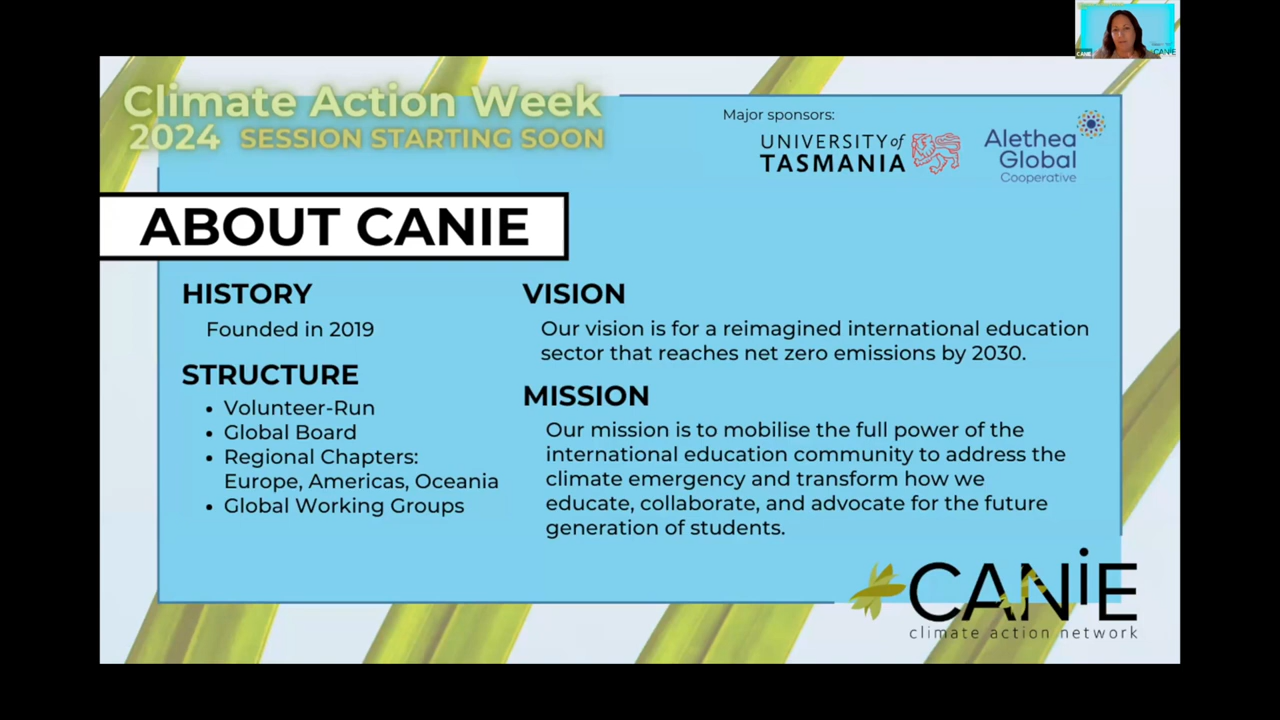 Climate Action Week
2024 SESSION STARTING SOON
Major sponsors:
UNIVERSITY of
TASMANIA
Alethea
Global
Cooperative
ABOUT CANIE
HISTORY
Founded in 2019
STRUCTURE
• Volunteer-Run
• Global Board
• Regional Chapters:
Europe, Americas, Oceania
• Global Working Groups
VISION
Our vision is for a reimagined international education
sector that reaches net zero emissions by 2030.
MISSION
Our mission is to mobilise the full power of the
international education community to address the
climate emergency and transform how we
educate, collaborate, and advocate for the future
generation of students.
CANiE
climate action network
CANIE
CANiE